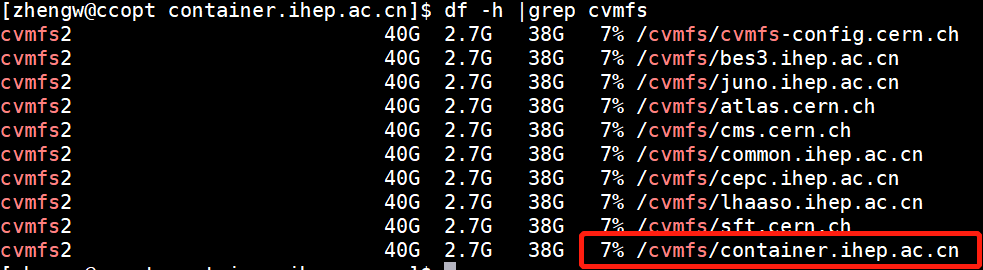 [zhengw@ccopt container.ihep.ac.cn]$ df -h |grep cvmfs
cvmfs2 40G 2.7G 38G 7% /cvmfs/cvmfs-config.cern.ch
cvmfs2 40G 2.7G 38G 7% /cvmfs/bes3.ihep.ac.cn
cvmfs2 40G 2.7G 38G 7% /cvmfs/juno.ihep.ac.cn
cvmfs2 40G 2.7G 38G 7% /cvmfs/atlas.cern.ch
cvmfs2 40G 2.7G 38G 7% /cvmfs/cms.cern.ch
cvmfs2 40G 2.7G 38G 7% /cvmfs/common.ihep.ac.cn
cvmfs2 40G 2.7G 38G 7% /cvmfs/cepc.ihep.ac.cn
cvmfs2 40G 2.7G 38G 7% /cvmfs/lhaaso.ihep.ac.cn
cvmfs2 40G 2.7G 38G 7% /cvmfs/sft.cern.ch
cvmfs2 40G 2.7G 38G 7% /cvmfs/container.ihep.ac.cn
[zhengw@ccopt container.ihep.ac.cn]$